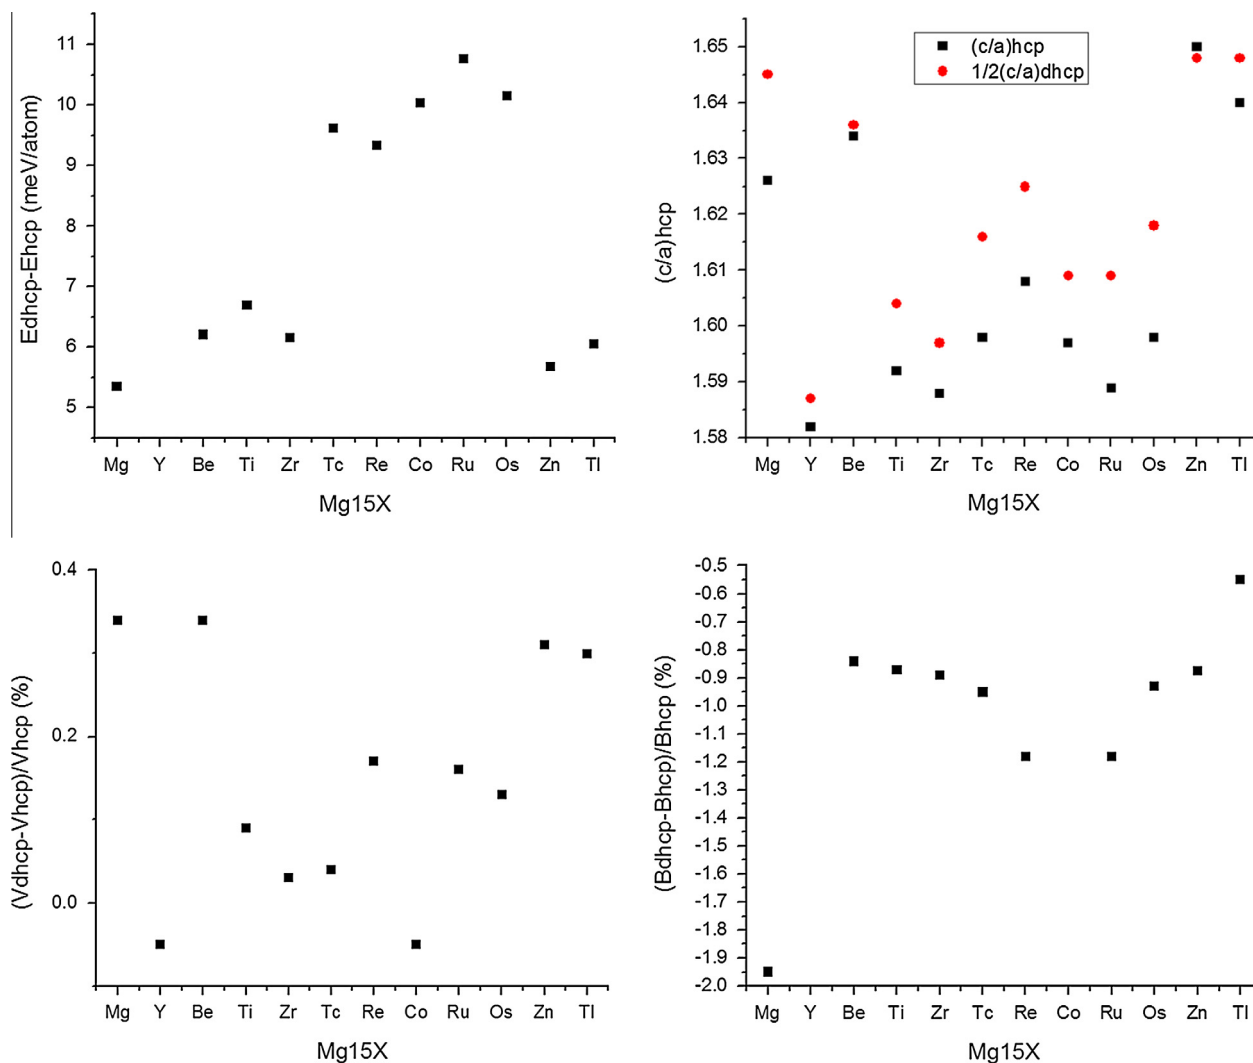 Edhcp-Ehcp (meV/atom)
11
10
9
8
7
6
5
Mg Y Be Ti Zr Tc Re Co Ru Os Zn Tl
Mg15X
(c/a)hcp
1.65
1.64
1.63
1.62
1.61
1.60
1.59
1.58
(c/a)hcp
1/2(c/a)dhcp
Mg Y Be Ti Zr Tc Re Co Ru Os Zn Tl
Mg15X
(Vdhcp-Vhcp)/Vhcp (%)
0.4
0.2
0.0
Mg Y Be Ti Zr Tc Re Co Ru Os Zn Tl
Mg15X
(Bdhcp-Bhcp)/Bhcp (%)
-0.5
-0.6
-0.7
-0.8
-0.9
-1.0
-1.1
-1.2
-1.3
-1.4
-1.5
-1.6
-1.7
-1.8
-1.9
-2.0
Mg Y Be Ti Zr Tc Re Co Ru Os Zn Tl
Mg15X